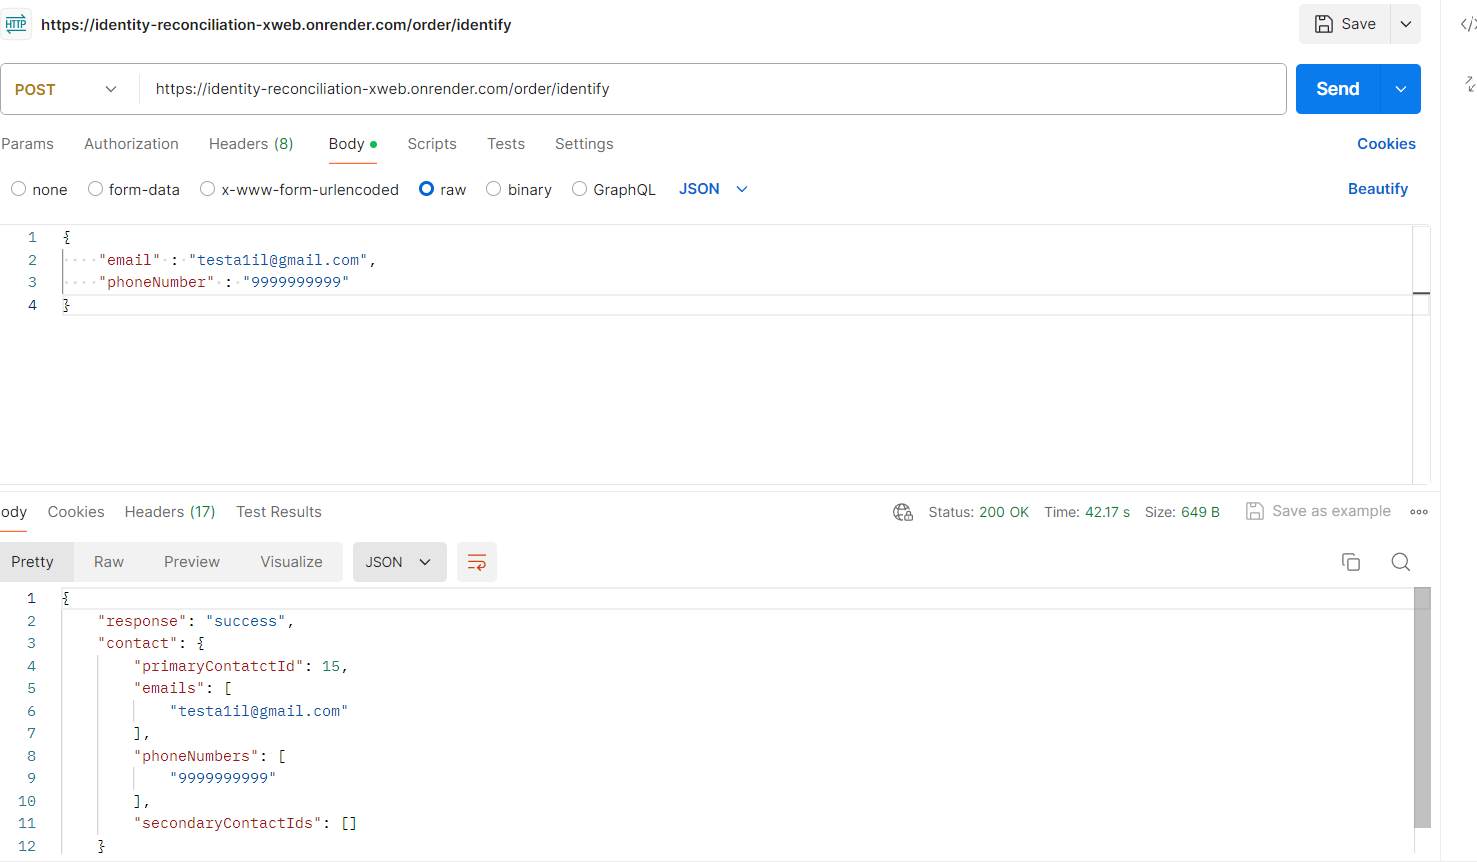 HTTP https://identity-reconciliation-xweb.onrender.com/order/identify Save </>
POST https://identity-reconciliation-xweb.onrender.com/order/identify Send
Params Authorization Headers (8) Body Scripts Tests Settings Cookies
none form-data x-www-form-urlencoded raw binary GraphQL JSON Beautify
1 {
2 ····"email"·:·"testa1il@gmail.com",
3 ····"phoneNumber"·:·"9999999999"
4 }
ody Cookies Headers (17) Test Results Status: 200 OK Time: 42.17 s Size: 649 B Save as example
Pretty Raw Preview Visualize JSON
1 {
2 "response": "success",
3 "contact": {
4 "primaryContatctId": 15,
5 "emails": [
6 "testa1il@gmail.com"
7 ],
8 "phoneNumbers": [
9 "9999999999"
10 ],
11 "secondaryContactIds": []
12 }